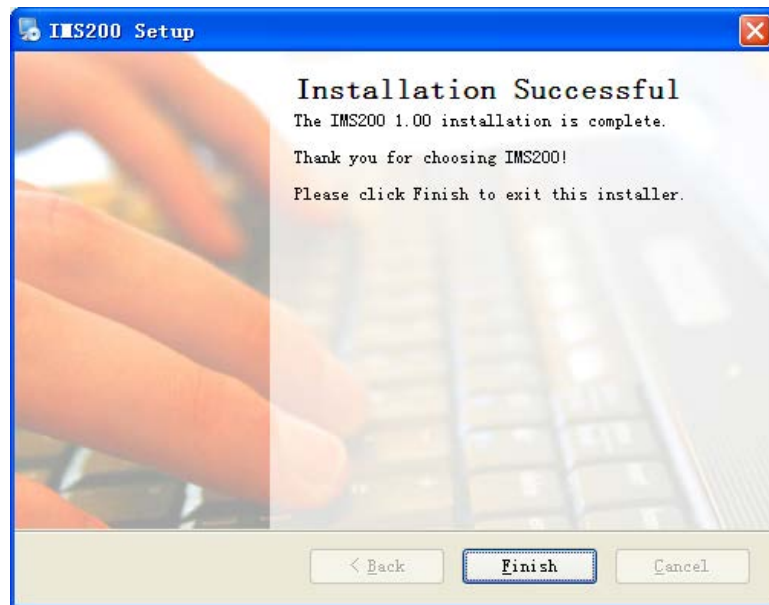 IMS200 Setup
Installation Successful
The IMS200 1.00 installation is complete.
Thank you for choosing IMS200!
Please click Finish to exit this installer.
< Back
Finish
Cancel